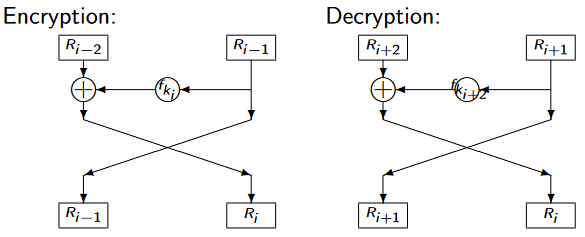 Encryption:
Decryption:
R_{i−2} R_{i−1} R_{i+2} R_{i+1}
+ f_{k_i} + f_{k_{i+2}}
R_{i−1} R_i R_{i+1} R_i